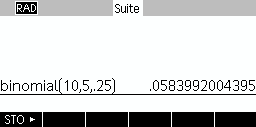 RAD Suite
binomial(10,5,.25) .0583992004395
STO ►